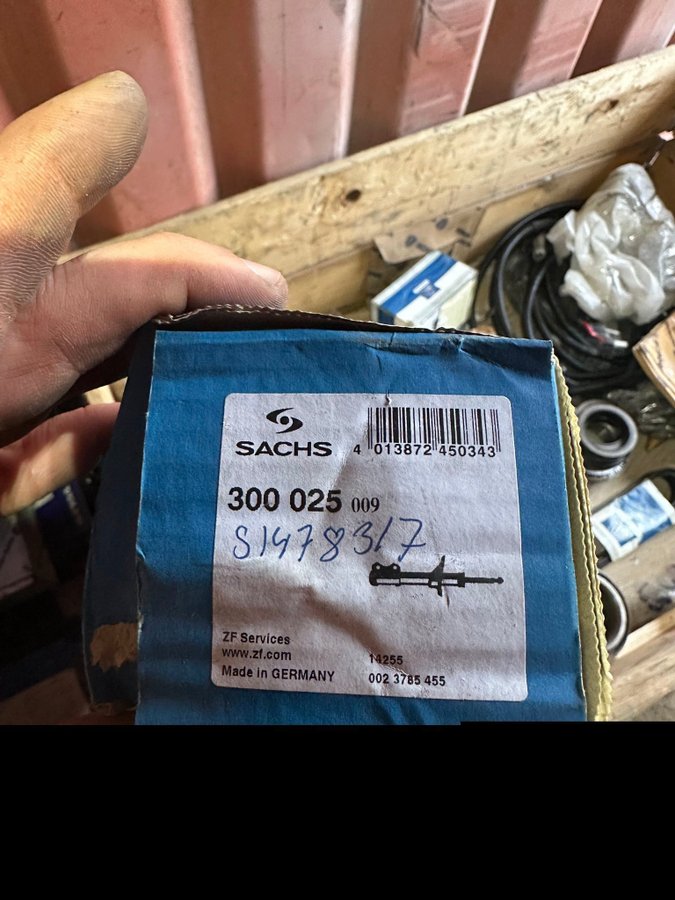 SACHS
4 013872 450343
300 025 009
S147831/7
ZF Services
www.zf.com
14255
Made in GERMANY
002 3785 455